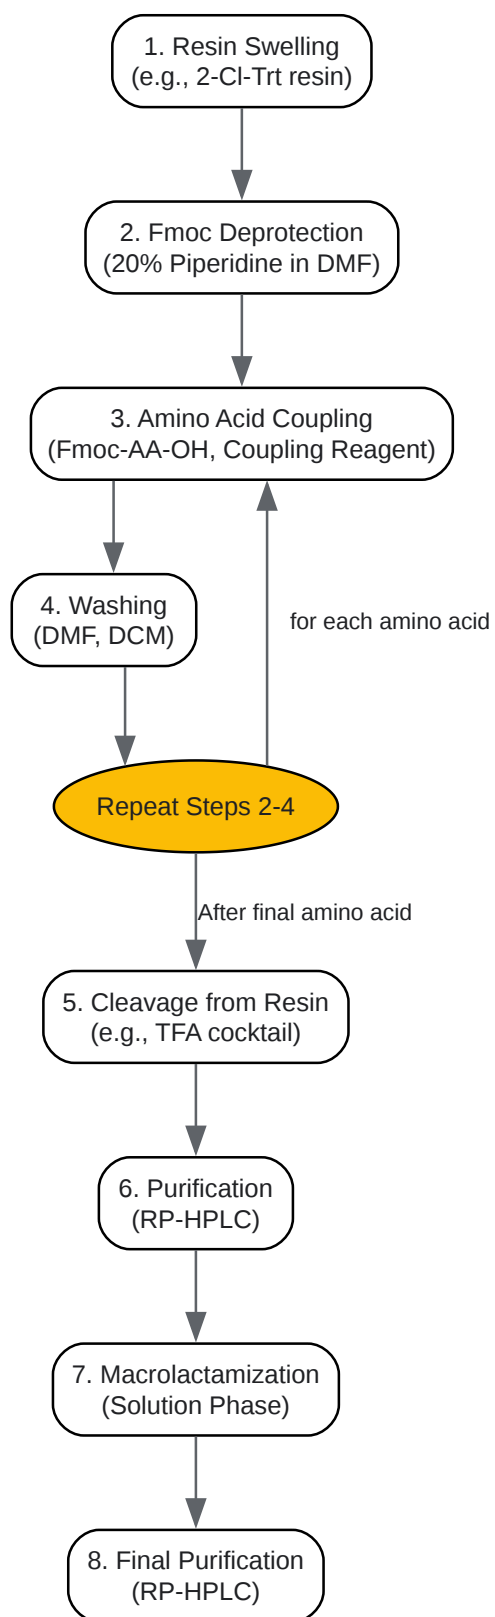 1. Resin Swelling
(e.g., 2-Cl-Trt resin)
2. Fmoc Deprotection
(20% Piperidine in DMF)
3. Amino Acid Coupling
(Fmoc-AA-OH, Coupling Reagent)
4. Washing
(DMF, DCM)
for each amino acid
Repeat Steps 2-4
After final amino acid
5. Cleavage from Resin
(e.g., TFA cocktail)
6. Purification
(RP-HPLC)
7. Macrolactamization
(Solution Phase)
8. Final Purification
(RP-HPLC)